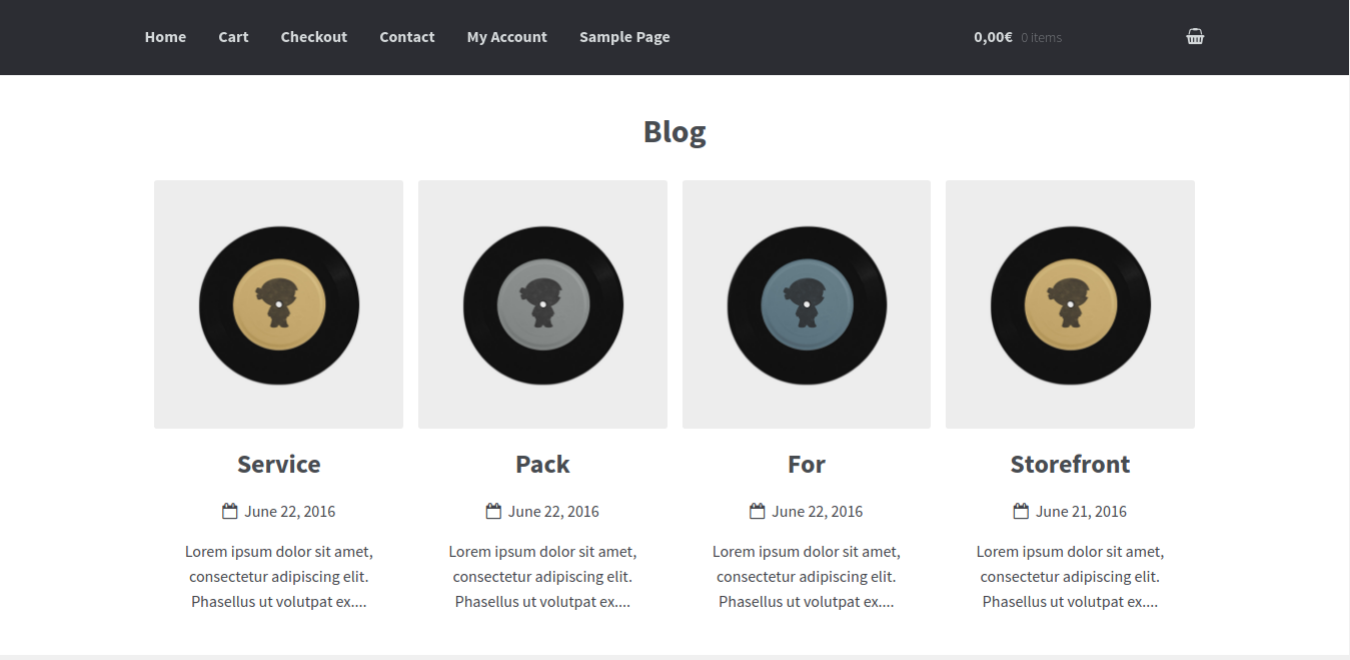 Home Cart Checkout Contact My Account Sample Page 0,00€ 0 items
Blog
Service Pack For Storefront
June 22, 2016 June 22, 2016 June 22, 2016 June 21, 2016
Lorem ipsum dolor sit amet, Lorem ipsum dolor sit amet, Lorem ipsum dolor sit amet, Lorem ipsum dolor sit amet,
consectetur adipiscing elit. consectetur adipiscing elit. consectetur adipiscing elit. consectetur adipiscing elit.
Phasellus ut volutpat ex.... Phasellus ut volutpat ex.... Phasellus ut volutpat ex.... Phasellus ut volutpat ex....